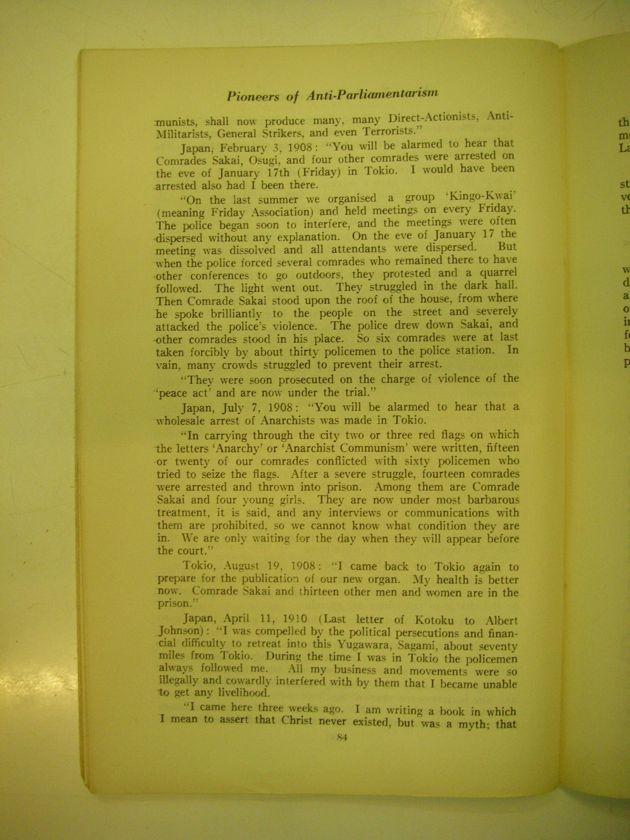 Pioneers of Anti-Parliamentarism
munists, shall now produce many, many Direct-Actionists, Anti-
Militarists, General Strikers, and even Terrorists."
Japan, February 3, 1908: "You will be alarmed to hear that
Comrades Sakai, Osugi, and four other comrades were arrested on
the eve of January 17th (Friday) in Tokio. I would have been
arrested also had I been there.
"On the last summer we organised a group 'Kingo-Kwai'
(meaning Friday Association) and held meetings on every Friday.
The police began soon to interfere, and the meetings were often
dispersed without any explanation. On the eve of January 17 the
meeting was dissolved and all attendants were dispersed. But
when the police forced several comrades who remained there to have
other conferences to go outdoors, they protested and a quarrel
followed. The light went out. They struggled in the dark hall.
Then Comrade Sakai stood upon the roof of the house, from where
he spoke brilliantly to the people on the street and severely
attacked the police's violence. The police drew down Sakai, and
other comrades stood in his place. So six comrades were at last
taken forcibly by about thirty policemen to the police station. In
vain, many crowds struggled to prevent their arrest.
"They were soon prosecuted on the charge of violence of the
'peace act' and are now under the trial."
Japan, July 7, 1908: "You will be alarmed to hear that a
wholesale arrest of Anarchists was made in Tokio.
"In carrying through the city two or three red flags on which
the letters 'Anarchy' or 'Anarchist Communism' were written, fifteen
or twenty of our comrades conflicted with sixty policemen who
tried to seize the flags. After a severe struggle, fourteen comrades
were arrested and thrown into prison. Among them are Comrade
Sakai and four young girls. They are now under most barbarous
treatment, it is said, and any interviews or communications with
them are prohibited, so we cannot know what condition they are
in. We are only waiting for the day when they will appear before
the court."
Tokio, August 19, 1908: "I came back to Tokio again to
prepare for the publication of our new organ. My health is better
now. Comrade Sakai and thirteen other men and women are in the
prison."
Japan, April 11, 1910 (Last letter of Kotoku to Albert
Johnson): "I was compelled by the political persecutions and finan-
cial difficulty to retreat into this Yugawara, Sagami, about seventy
miles from Tokio. During the time I was in Tokio the policemen
always followed me. All my business and movements were so
illegally and cowardly interfered with by them that I became unable
to get any livelihood.
"I came here three weeks ago. I am writing a book in which
I mean to assert that Christ never existed, but was a myth; that
84